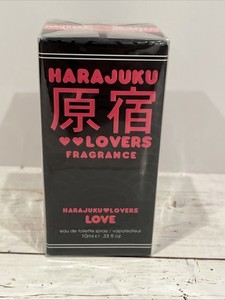 HARAJUKU
原宿
♥♥LOVERS
FRAGRANCE
HARAJUKU♥LOVERS
LOVE
eau de toilette spray / vaporisateur
10ml e .33 fl oz